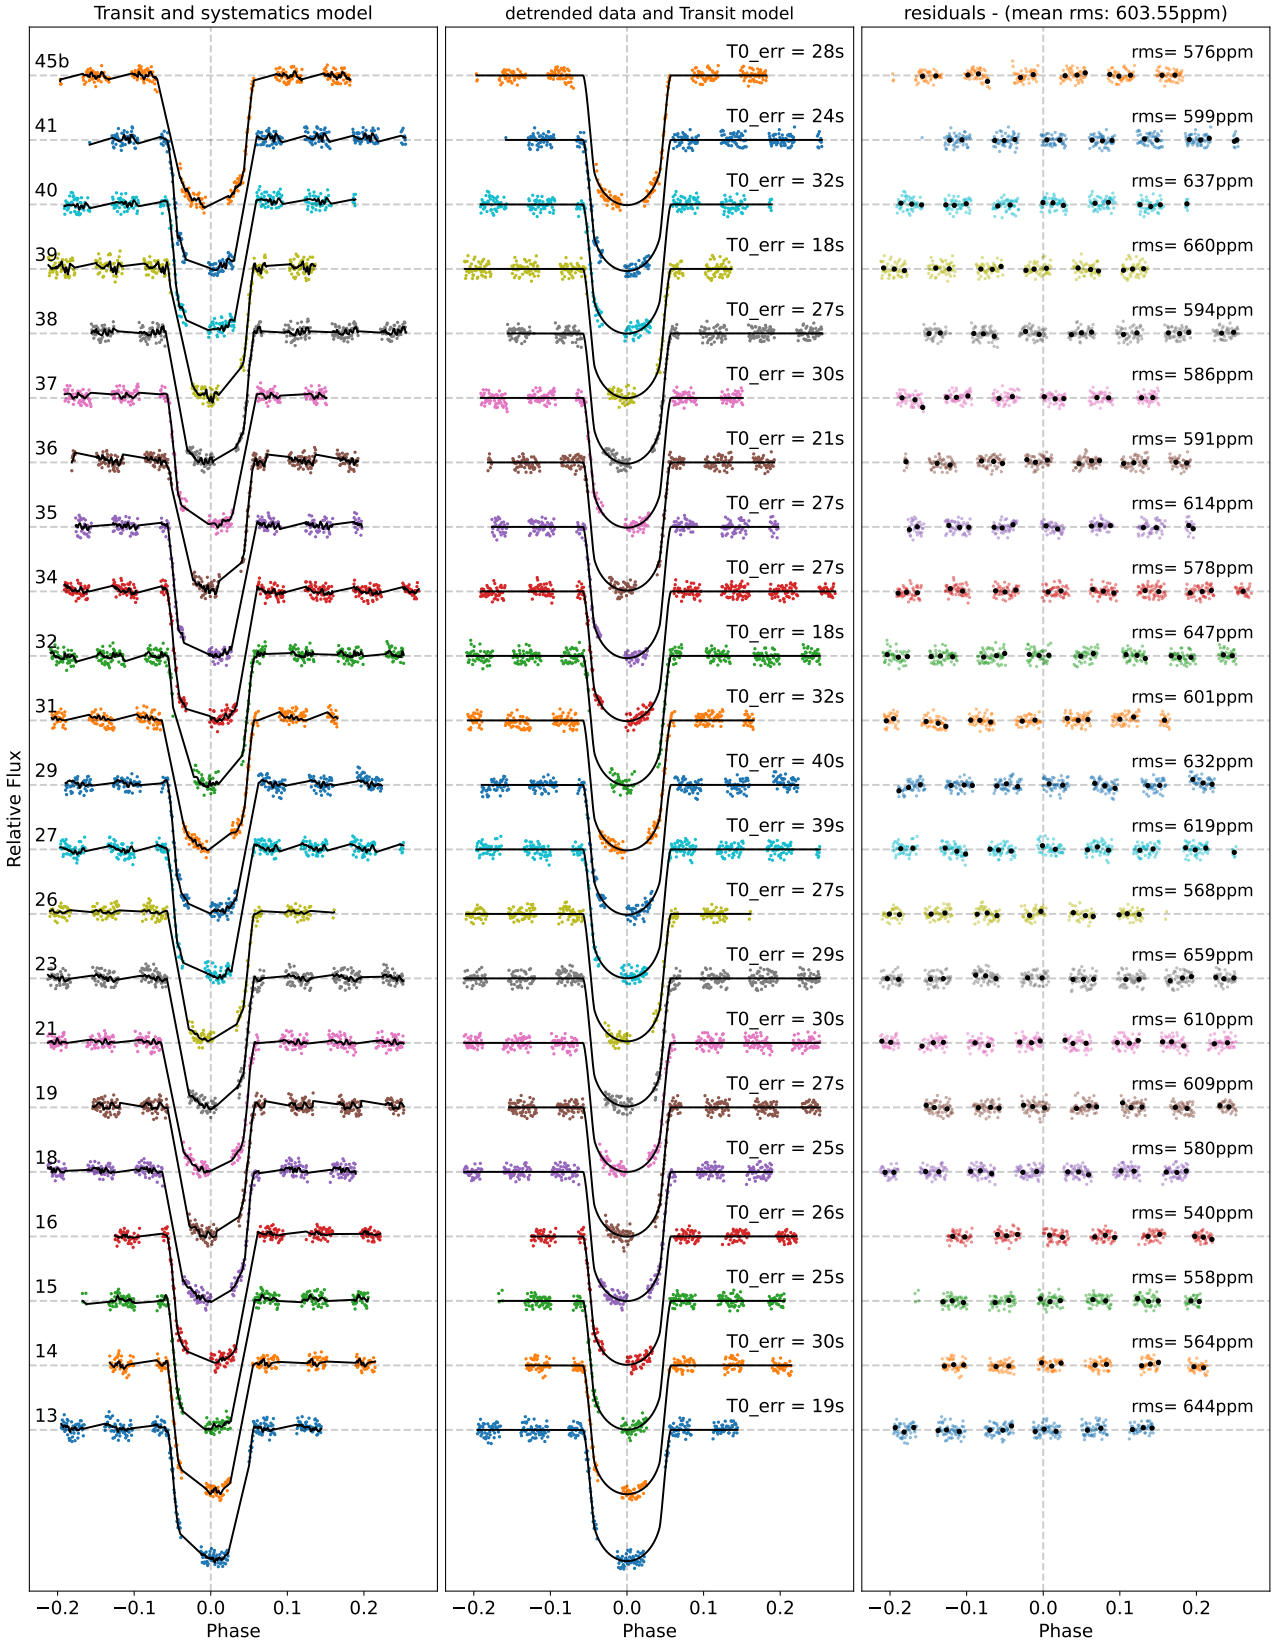 Transit and systematics model
detrended data and Transit model
residuals - (mean rms: 603.55ppm)
45b
T0_err = 28s
rms= 576ppm
41
T0_err = 24s
rms= 599ppm
40
T0_err = 32s
rms= 637ppm
39
T0_err = 18s
rms= 660ppm
38
T0_err = 27s
rms= 594ppm
37
T0_err = 30s
rms= 586ppm
36
T0_err = 21s
rms= 591ppm
35
T0_err = 27s
rms= 614ppm
34
T0_err = 27s
rms= 578ppm
32
T0_err = 18s
rms= 647ppm
31
T0_err = 32s
rms= 601ppm
29
T0_err = 40s
rms= 632ppm
27
T0_err = 39s
rms= 619ppm
26
T0_err = 27s
rms= 568ppm
23
T0_err = 29s
rms= 659ppm
21
T0_err = 30s
rms= 610ppm
19
T0_err = 27s
rms= 609ppm
18
T0_err = 25s
rms= 580ppm
16
T0_err = 26s
rms= 540ppm
15
T0_err = 25s
rms= 558ppm
14
T0_err = 30s
rms= 564ppm
13
T0_err = 19s
rms= 644ppm
Relative Flux
−0.2 −0.1 0.0 0.1 0.2
−0.2 −0.1 0.0 0.1 0.2
−0.2 −0.1 0.0 0.1 0.2
Phase
Phase
Phase